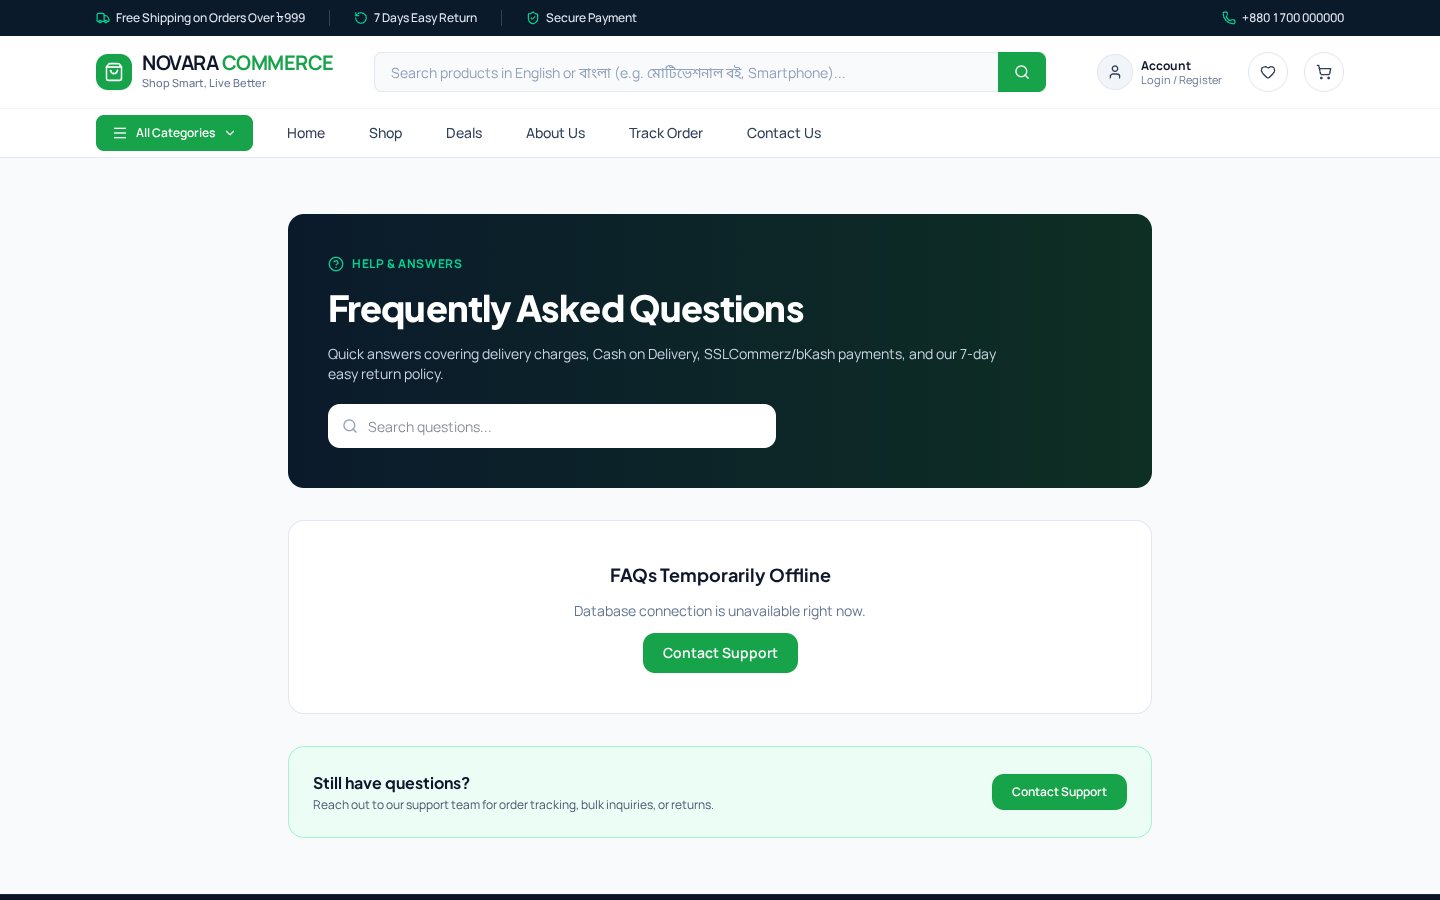 Free Shipping on Orders Over ৳999
7 Days Easy Return
Secure Payment
+880 1700 000000
NOVARA COMMERCE
Shop Smart, Live Better
Search products in English or বাংলা (e.g. মোটিভেশনাল বই, Smartphone)...
Account
Login / Register
All Categories
Home
Shop
Deals
About Us
Track Order
Contact Us
HELP & ANSWERS
Frequently Asked Questions
Quick answers covering delivery charges, Cash on Delivery, SSLCommerz/bKash payments, and our 7-day
easy return policy.
Search questions...
FAQs Temporarily Offline
Database connection is unavailable right now.
Contact Support
Still have questions?
Reach out to our support team for order tracking, bulk inquiries, or returns.
Contact Support